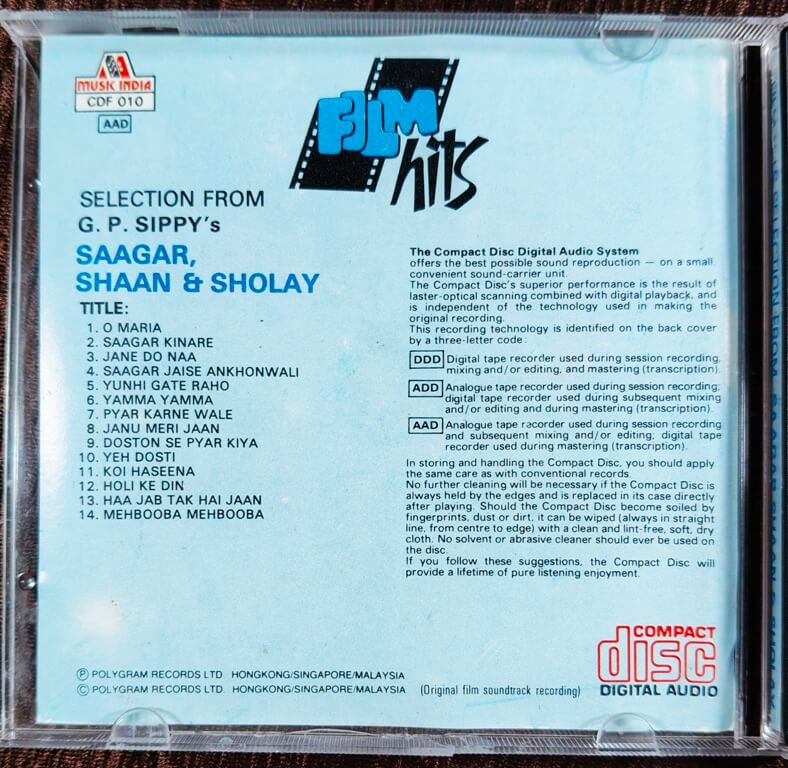 MUSIC INDIA
CDF 010
AAD
FILM
hits
SELECTION FROM
G. P. SIPPY's
SAAGAR,
SHAAN & SHOLAY
TITLE:
1. O MARIA
2. SAAGAR KINARE
3. JANE DO NAA
4. SAAGAR JAISE ANKHONWALI
5. YUNHI GATE RAHO
6. YAMMA YAMMA
7. PYAR KARNE WALE
8. JANU MERI JAAN
9. DOSTON SE PYAR KIYA
10. YEH DOSTI
11. KOI HASEENA
12. HOLI KE DIN
13. HAA JAB TAK HAI JAAN
14. MEHBOOBA MEHBOOBA
The Compact Disc Digital Audio System
offers the best possible sound reproduction — on a small,
convenient sound-carrier unit.
The Compact Disc's superior performance is the result of
laster-optical scanning combined with digital playback, and
is independent of the technology used in making the
original recording.
This recording technology is identified on the back cover
by a three-letter code:
DDD Digital tape recorder used during session recording,
mixing and/or editing, and mastering (transcription).
ADD Analogue tape recorder used during session recording;
digital tape recorder used during subsequent mixing
and/or editing and during mastering (transcription).
AAD Analogue tape recorder used during session recording
and subsequent mixing and/or editing; digital tape
recorder used during mastering (transcription).
In storing and handling the Compact Disc, you should apply
the same care as with conventional records.
No further cleaning will be necessary if the Compact Disc is
always held by the edges and is replaced in its case directly
after playing. Should the Compact Disc become soiled by
fingerprints, dust or dirt, it can be wiped (always in straight
line, from centre to edge) with a clean and lint-free, soft, dry
cloth. No solvent or abrasive cleaner should ever be used on
the disc.
If you follow these suggestions, the Compact Disc will
provide a lifetime of pure listening enjoyment.
Ⓟ POLYGRAM RECORDS LTD HONGKONG/SINGAPORE/MALAYSIA
© POLYGRAM RECORDS LTD. HONGKONG/SINGAPORE/MALAYSIA
(Original film soundtrack recording)
COMPACT
disc
DIGITAL AUDIO
SELECTION FROM SAAGAR SHAAN & SHOLAY